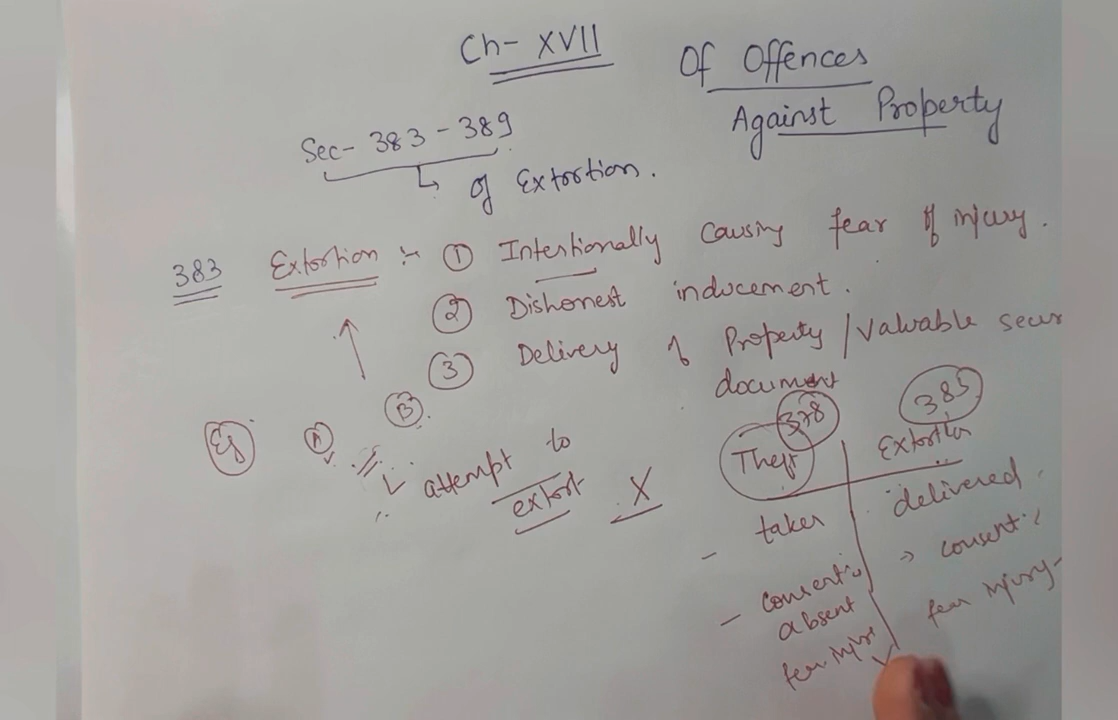 Ch- XVII
Of Offences
Against Property
Sec- 383 - 389
of Extortion.
383 Extortion :- ① Intentionally causing fear of injury.
② Dishonest inducement.
③ Delivery of Property / Valuable secur
document
Eg A B
attempt to
extort X
378 383
Theft Extortion
- taken delivered
- consent is → consent
absent
fear injury fear injury